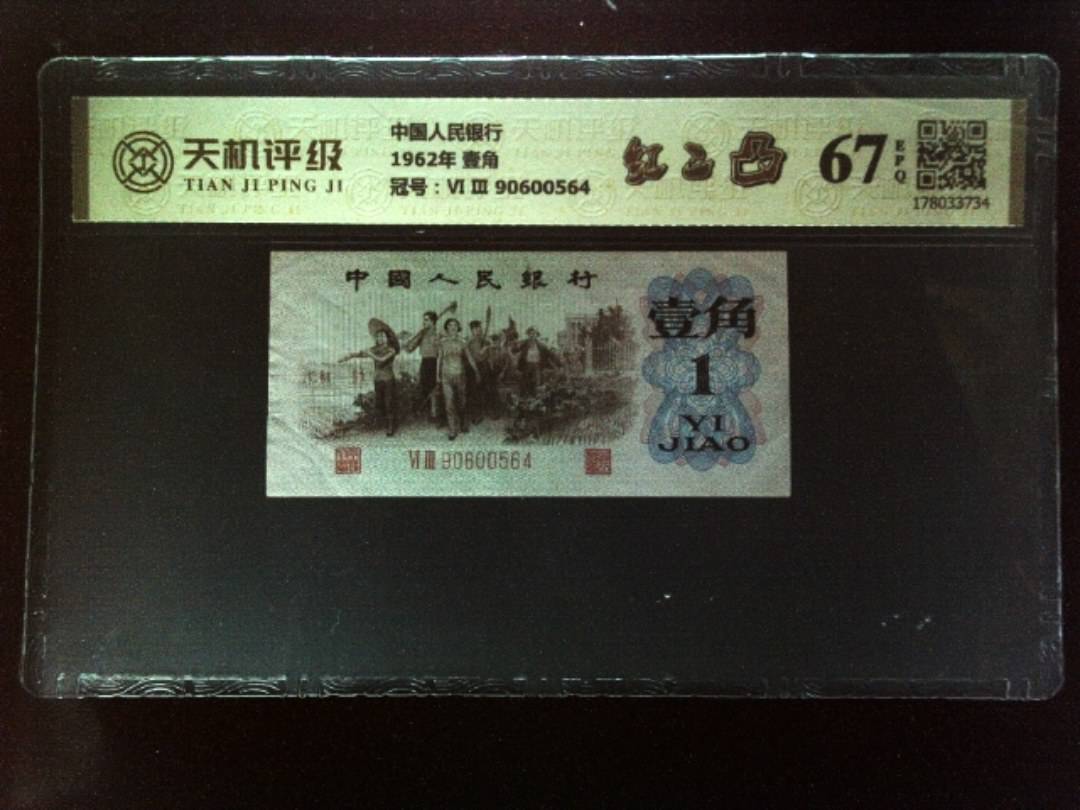 天机评级
TIAN JI PING JI
中国人民银行
1962年 壹角
冠号：Ⅵ Ⅲ 90600564
红二凸
67
EPQ
178033734
中國人民銀行
壹角
1
YI
JIAO
Ⅵ Ⅲ 90600564